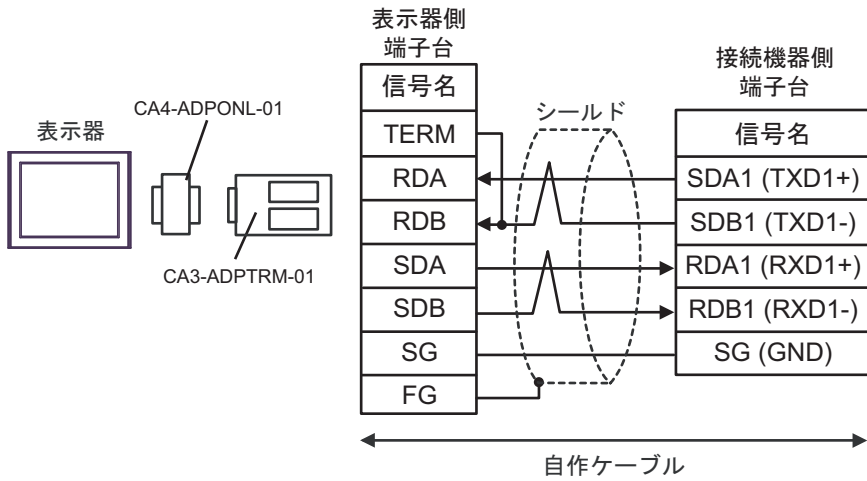 表示器
CA4-ADPONL-01
CA3-ADPTRM-01
表示器側
端子台
信号名
TERM
RDA
RDB
SDA
SDB
SG
FG
シールド
接続機器側
端子台
信号名
SDA1 (TXD1+)
SDB1 (TXD1-)
RDA1 (RXD1+)
RDB1 (RXD1-)
SG (GND)
自作ケーブル